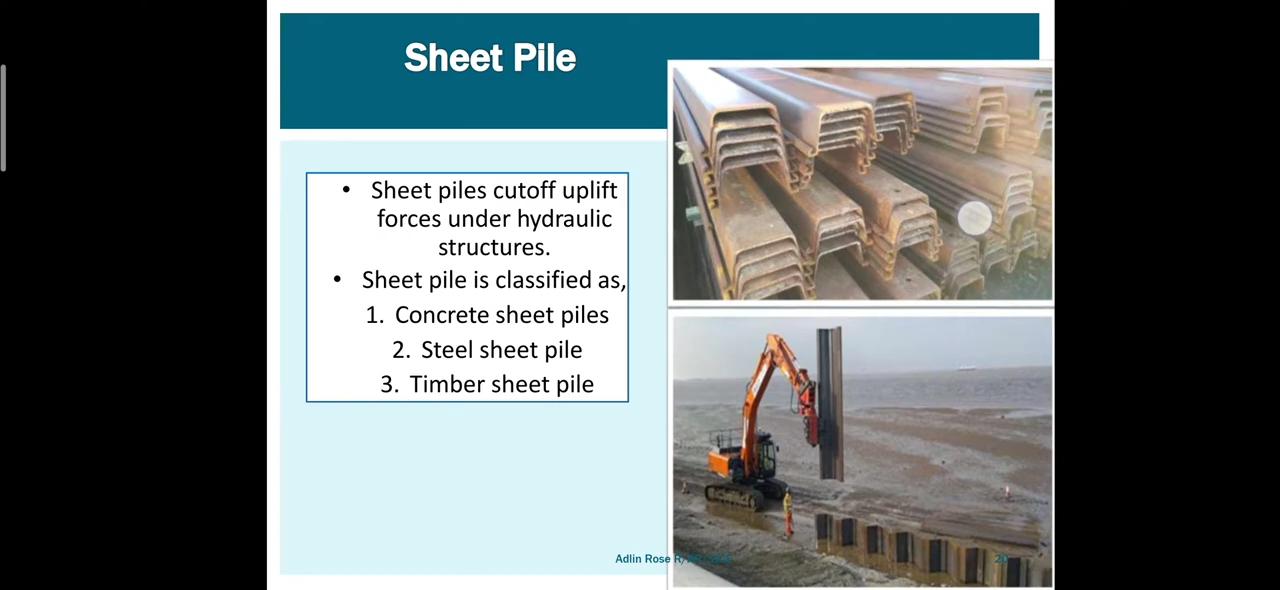 Sheet Pile
• Sheet piles cutoff uplift
forces under hydraulic
structures.
• Sheet pile is classified as,
1. Concrete sheet piles
2. Steel sheet pile
3. Timber sheet pile
Adlin Rose R
20